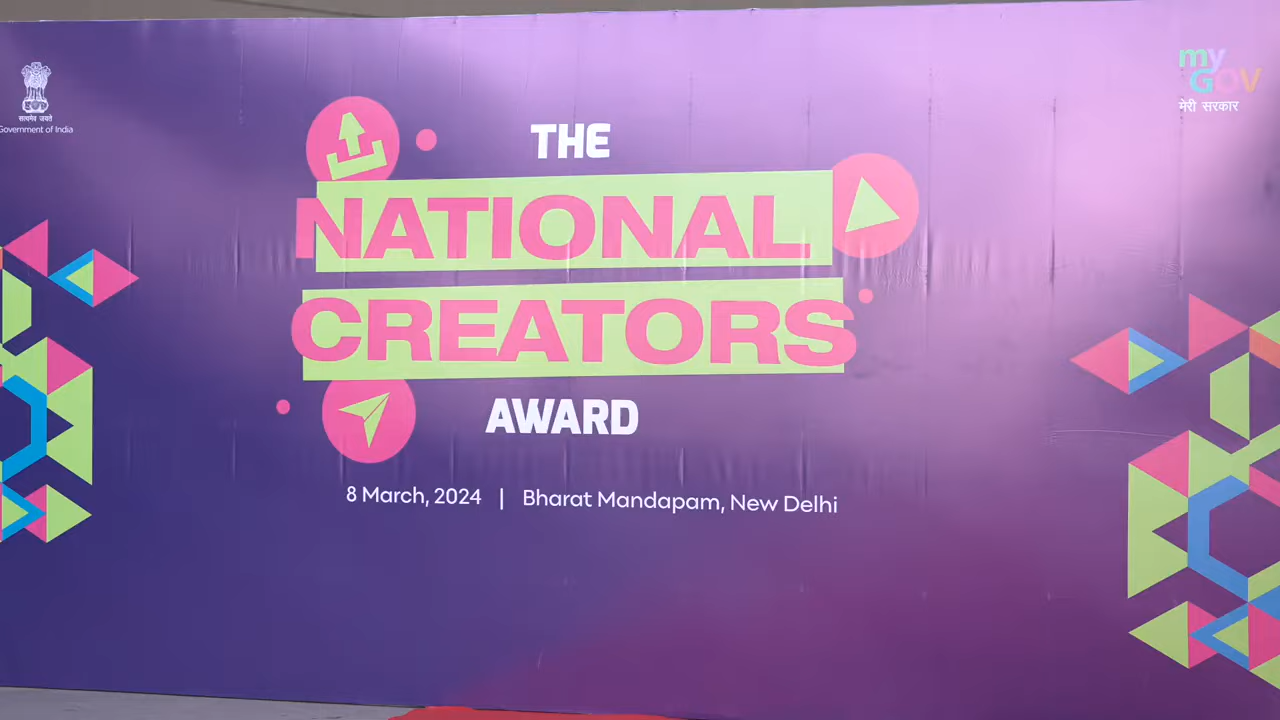 सत्यमेव जयते
Government of India
my
GOV
मेरी सरकार
THE
NATIONAL
CREATORS
AWARD
8 March, 2024 | Bharat Mandapam, New Delhi